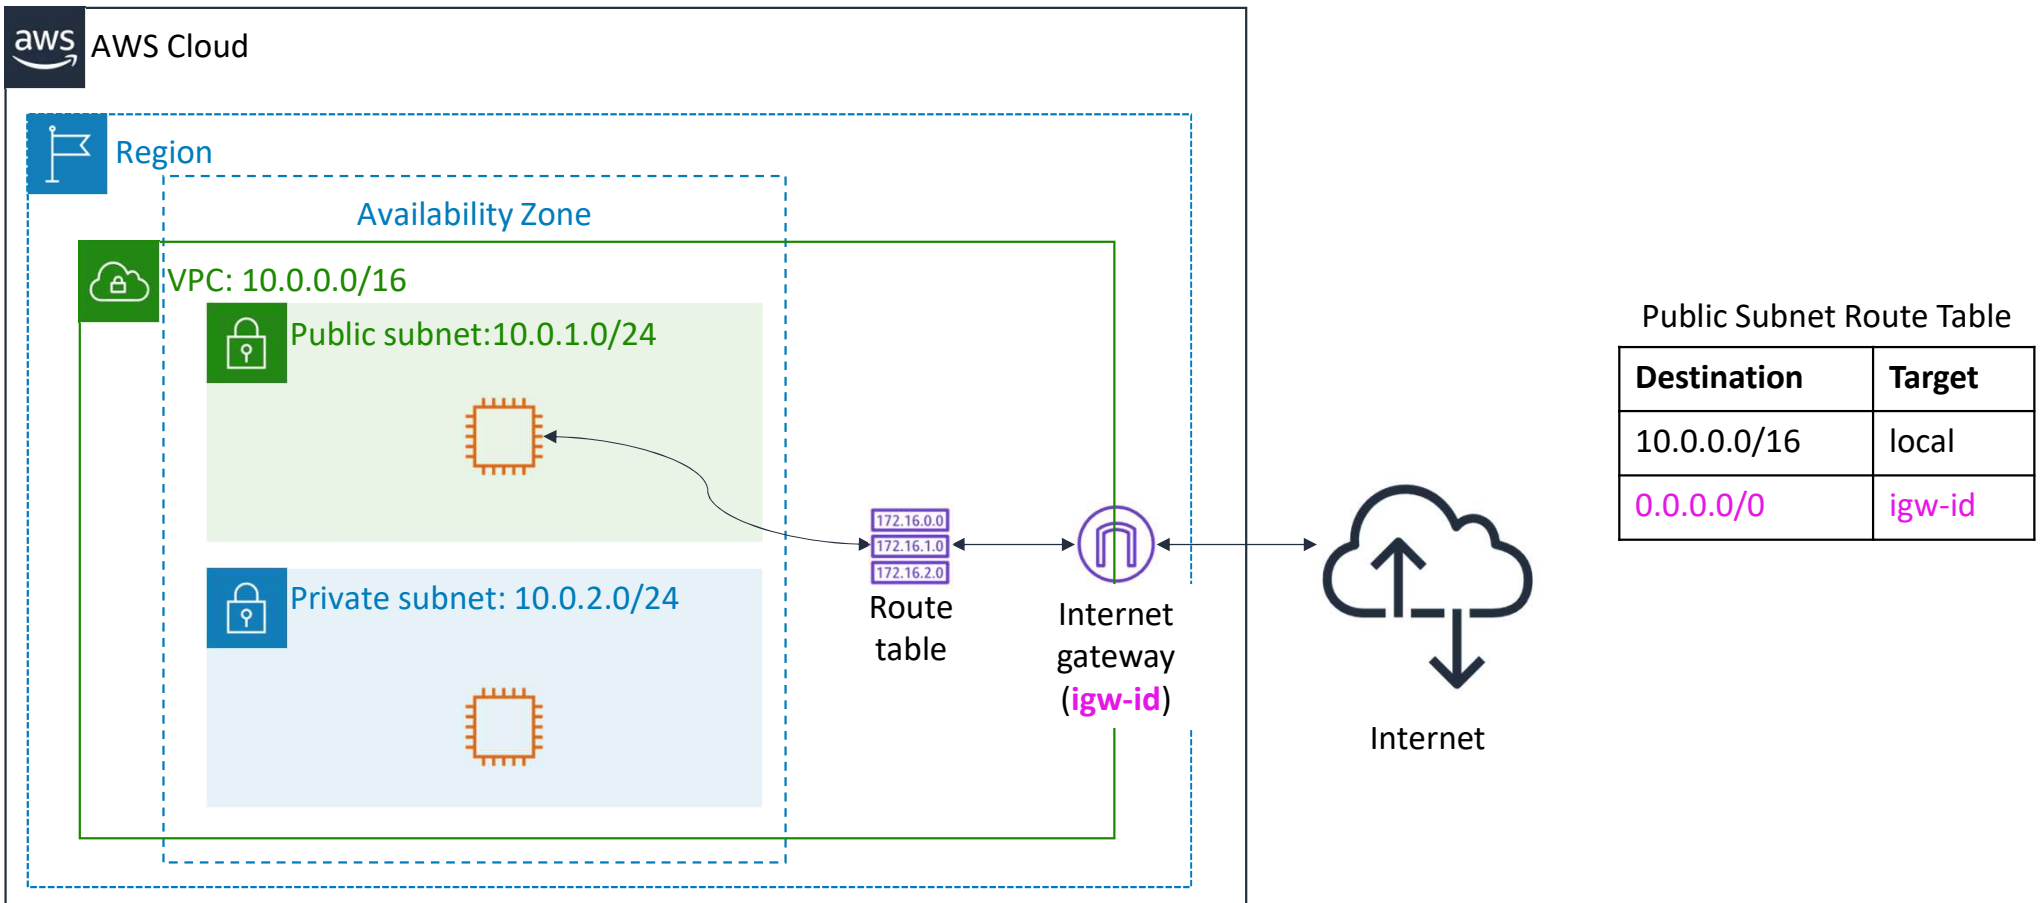 aws
AWS Cloud
Region
Availability Zone
VPC: 10.0.0.0/16
Public subnet:10.0.1.0/24
Private subnet: 10.0.2.0/24
172.16.0.0
172.16.1.0
172.16.2.0
Route
table
Internet
gateway
(igw-id)
Internet
Public Subnet Route Table
Destination Target
10.0.0.0/16 local
0.0.0.0/0 igw-id